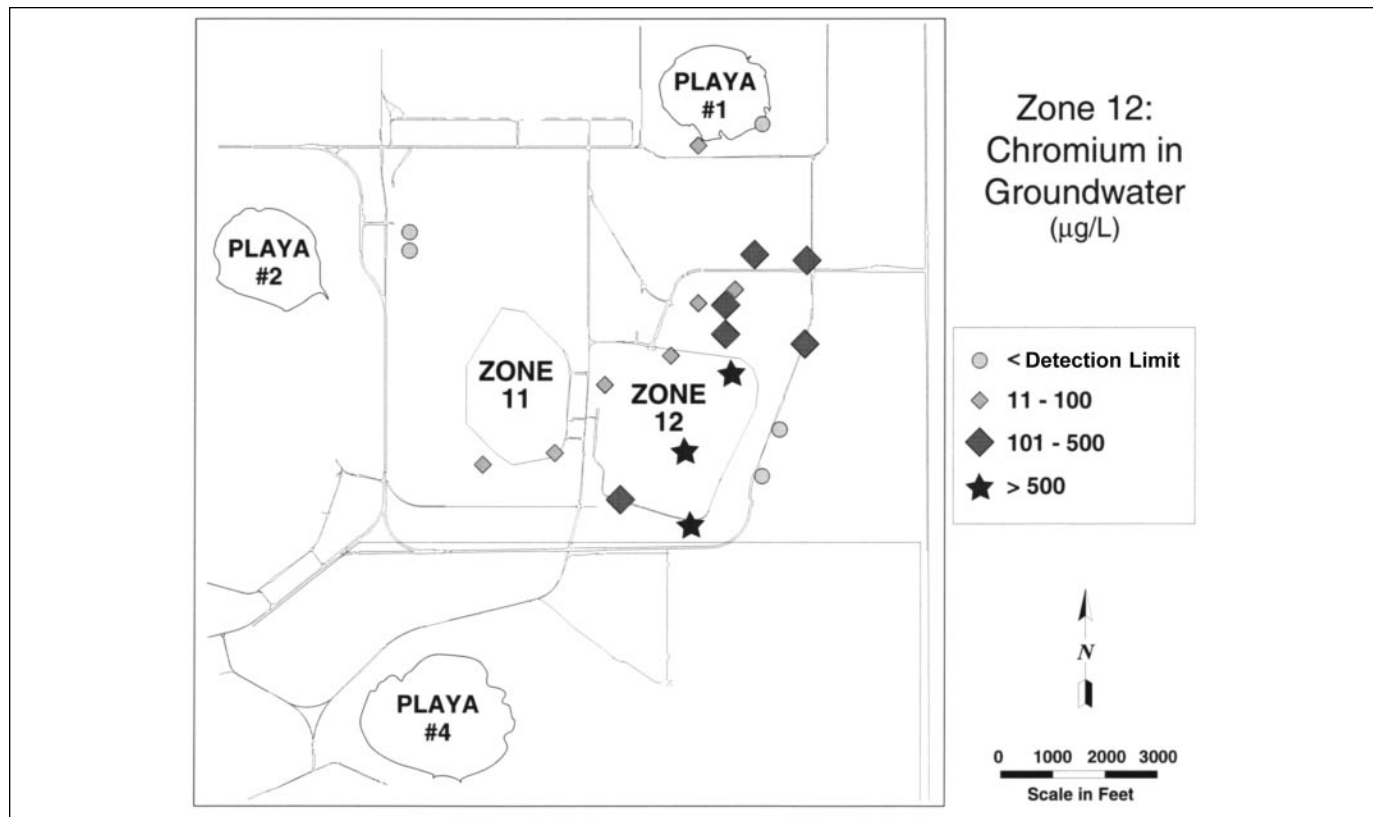 PLAYA
#1
Zone 12:
Chromium in
Groundwater
(µg/L)
PLAYA
#2
ZONE
11
ZONE
12
< Detection Limit
11 - 100
101 - 500
> 500
PLAYA
#4
N
0 1000 2000 3000
Scale in Feet